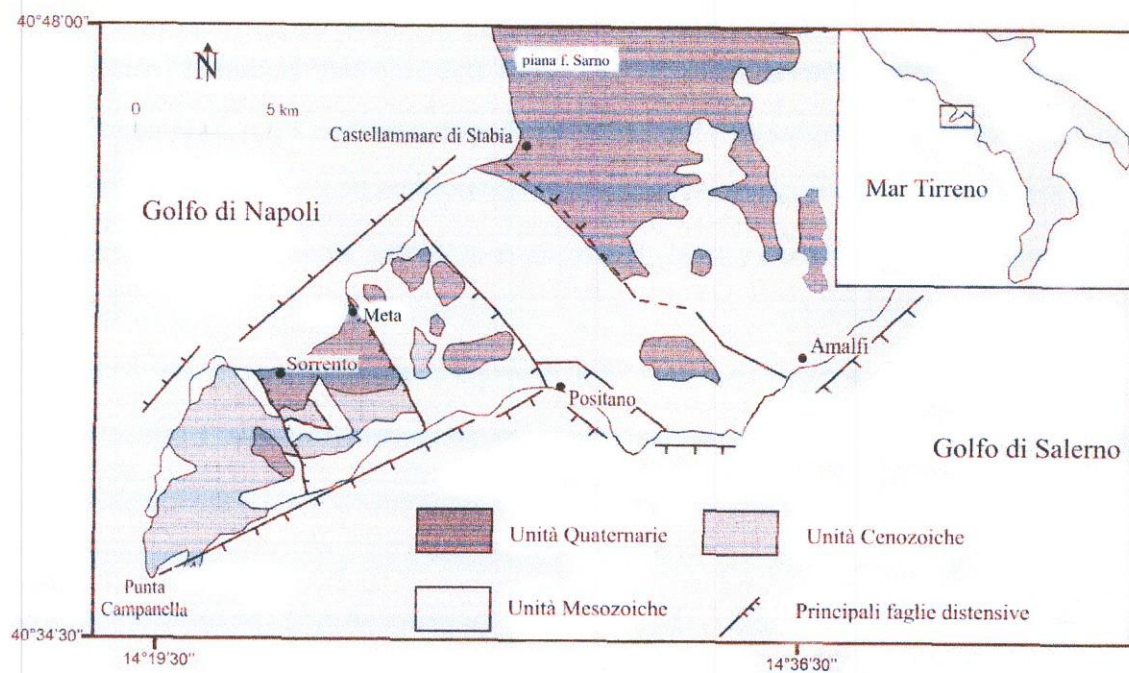 40°48'00"
N
0 5 km
piana f. Sarno
Castellammare di Stabia
Golfo di Napoli
Mar Tirreno
Meta
Sorrento
Amalfi
Positano
Golfo di Salerno
Unità Quaternarie
Unità Cenozoiche
Punta
Campanella
Unità Mesozoiche
Principali faglie distensive
40°34'30"
14°19'30"
14°36'30"